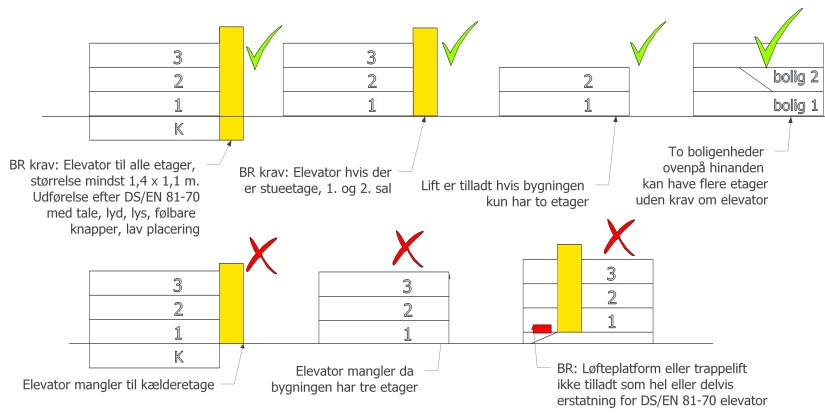 3
2
1
K
BR krav: Elevator til alle etager,
størrelse mindst 1,4 x 1,1 m.
Udførelse efter DS/EN 81-70
med tale, lyd, lys, følbare
knapper, lav placering
3
2
1
BR krav: Elevator hvis der
er stueetage, 1. og 2. sal
2
1
Lift er tilladt hvis bygningen
kun har to etager
bolig 2
bolig 1
To boligenheder
ovenpå hinanden
kan have flere etager
uden krav om elevator
3
2
1
K
Elevator mangler til kælderetage
3
2
1
Elevator mangler da
bygningen har tre etager
3
2
1
BR: Løfteplatform eller trappelift
ikke tilladt som hel eller delvis
erstatning for DS/EN 81-70 elevator